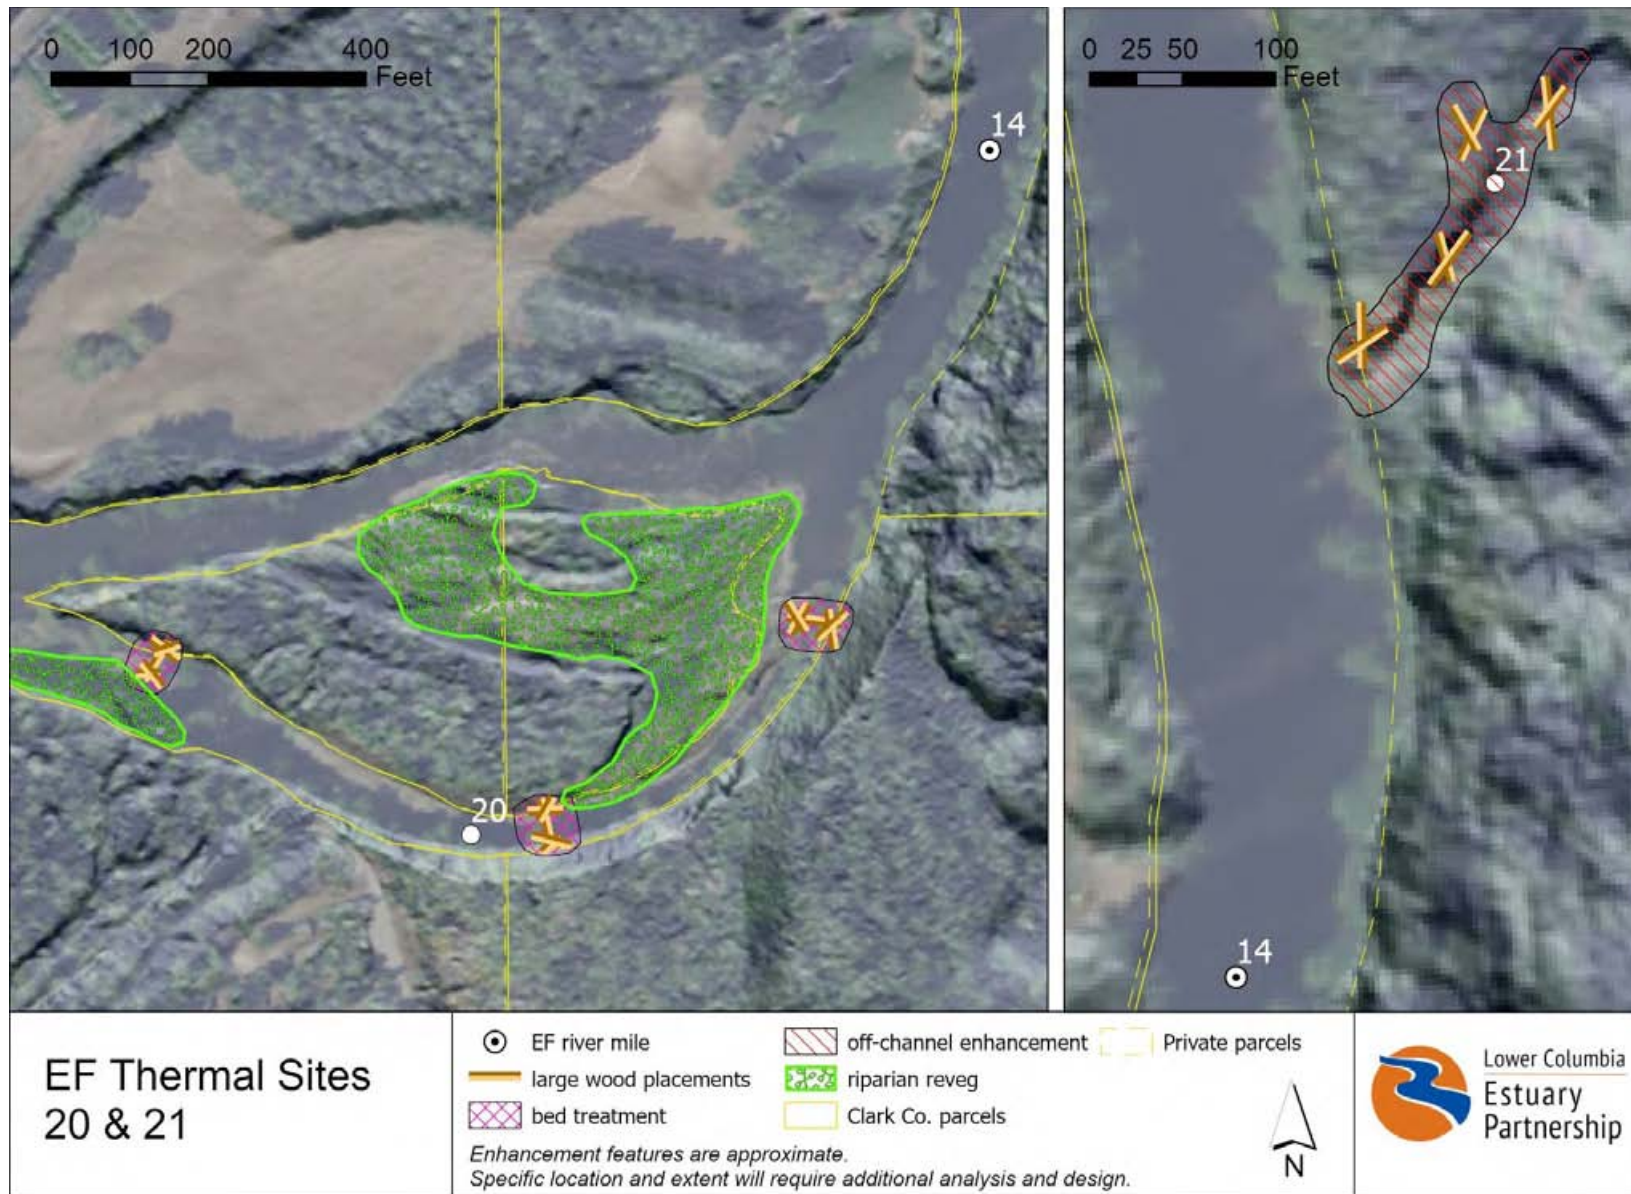 0 100 200 400
Feet
14
20
0 25 50 100
Feet
21
14
EF Thermal Sites
20 & 21
EF river mile
large wood placements
bed treatment
off-channel enhancement
riparian reveg
Clark Co. parcels
Private parcels
Enhancement features are approximate.
Specific location and extent will require additional analysis and design.
N
Lower Columbia
Estuary
Partnership